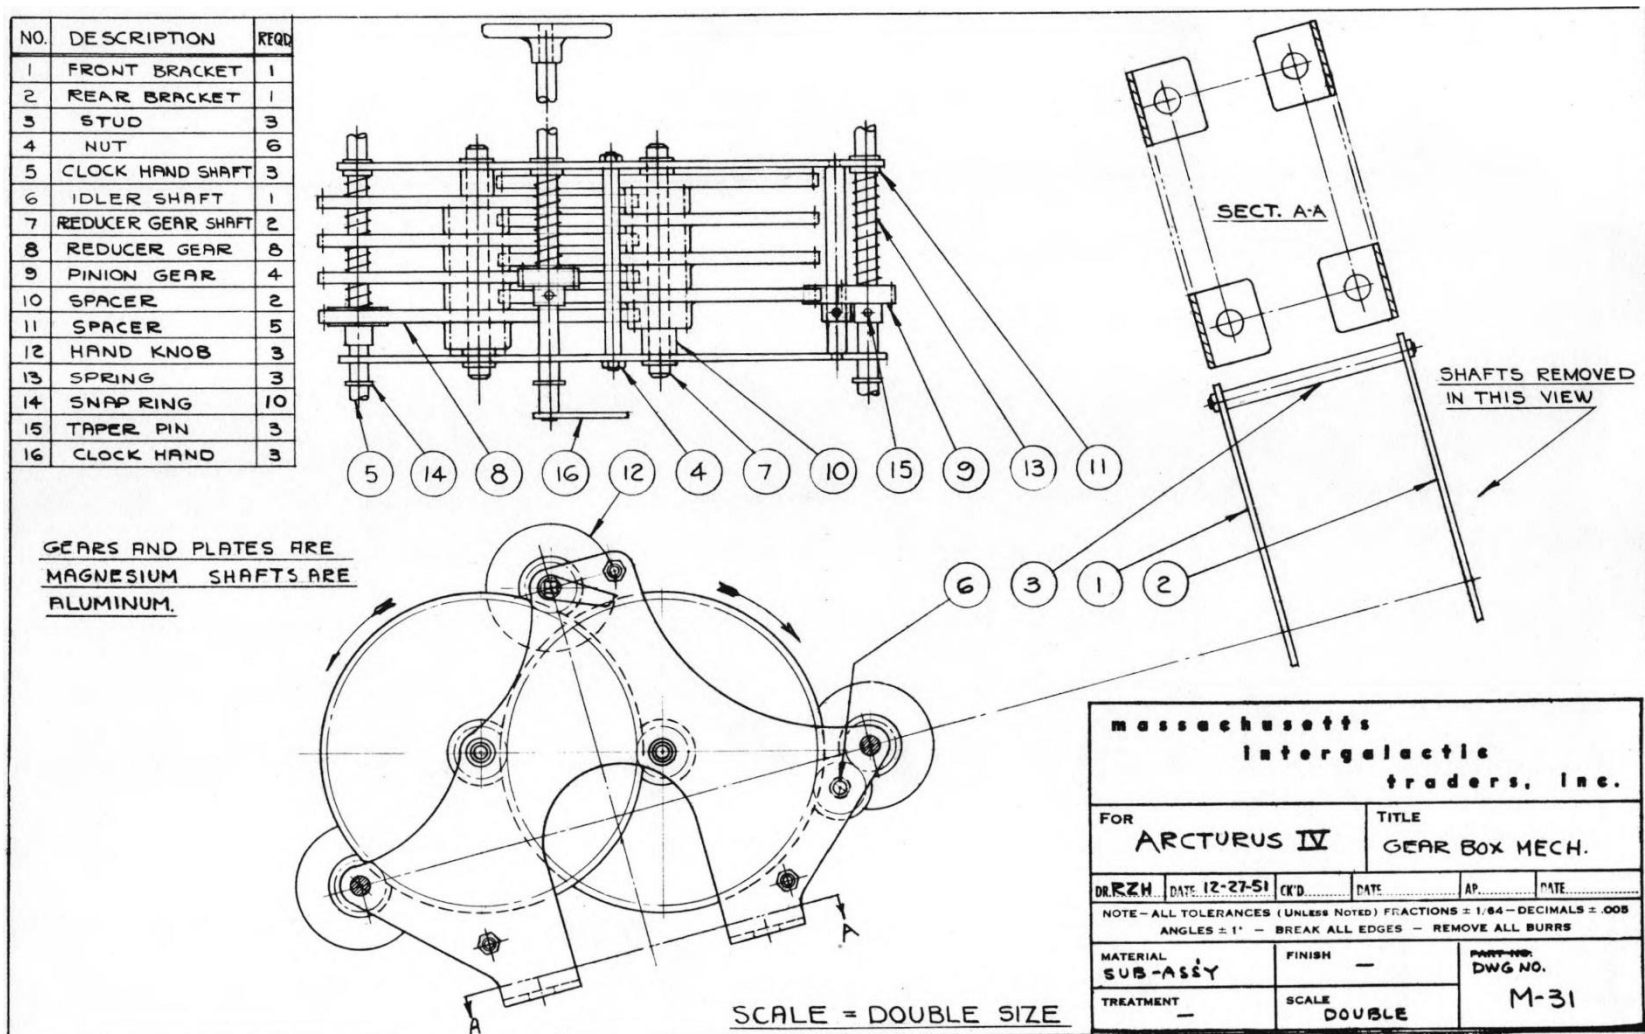 NO. DESCRIPTION REQD
1 FRONT BRACKET 1
2 REAR BRACKET 1
3 STUD 3
4 NUT 6
5 CLOCK HAND SHAFT 3
6 IDLER SHAFT 1
7 REDUCER GEAR SHAFT 2
8 REDUCER GEAR 8
9 PINION GEAR 4
10 SPACER 2
11 SPACER 5
12 HAND KNOB 3
13 SPRING 3
14 SNAP RING 10
15 TAPER PIN 3
16 CLOCK HAND 3
SECT. A-A
SHAFTS REMOVED
IN THIS VIEW
5 14 8 16 12 4 7 10 15 9 13 11
GEARS AND PLATES ARE
MAGNESIUM SHAFTS ARE
ALUMINUM.
6 3 1 2
A
A
SCALE = DOUBLE SIZE
massachusetts
intergalactic
traders, inc.
FOR
ARCTURUS IV
TITLE
GEAR BOX MECH.
DR. RZH DATE 12-27-51 CK'D DATE AP. DATE
NOTE - ALL TOLERANCES (UNLESS NOTED) FRACTIONS ± 1/64 - DECIMALS ± .005
ANGLES ± 1° - BREAK ALL EDGES - REMOVE ALL BURRS
MATERIAL
SUB-ASS'Y
FINISH
—
PART NO.
DWG NO.
M-31
TREATMENT
—
SCALE
DOUBLE